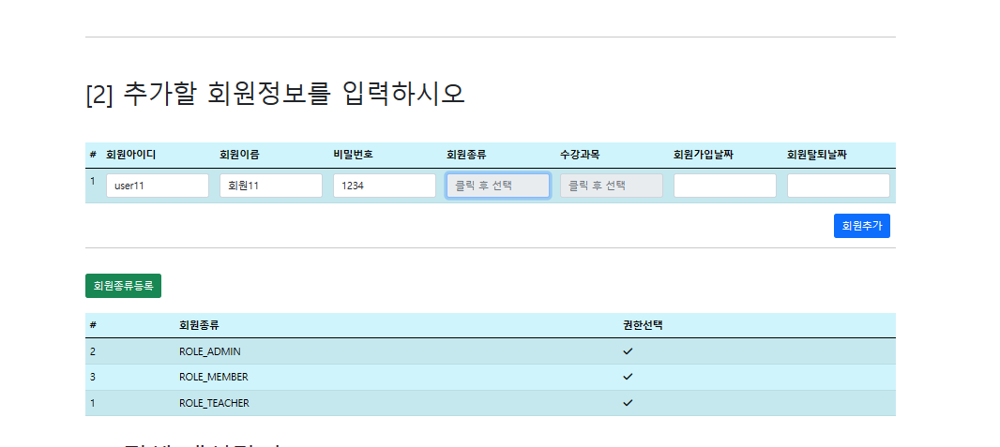 [2] 추가할 회원정보를 입력하시오
# 회원아이디 회원이름 비밀번호 회원종류 수강과목 회원가입날짜 회원탈퇴날짜
1 user11 회원11 1234 클릭 후 선택 클릭 후 선택
회원추가
회원종류등록
# 회원종류 권한선택
2 ROLE_ADMIN
3 ROLE_MEMBER
1 ROLE_TEACHER